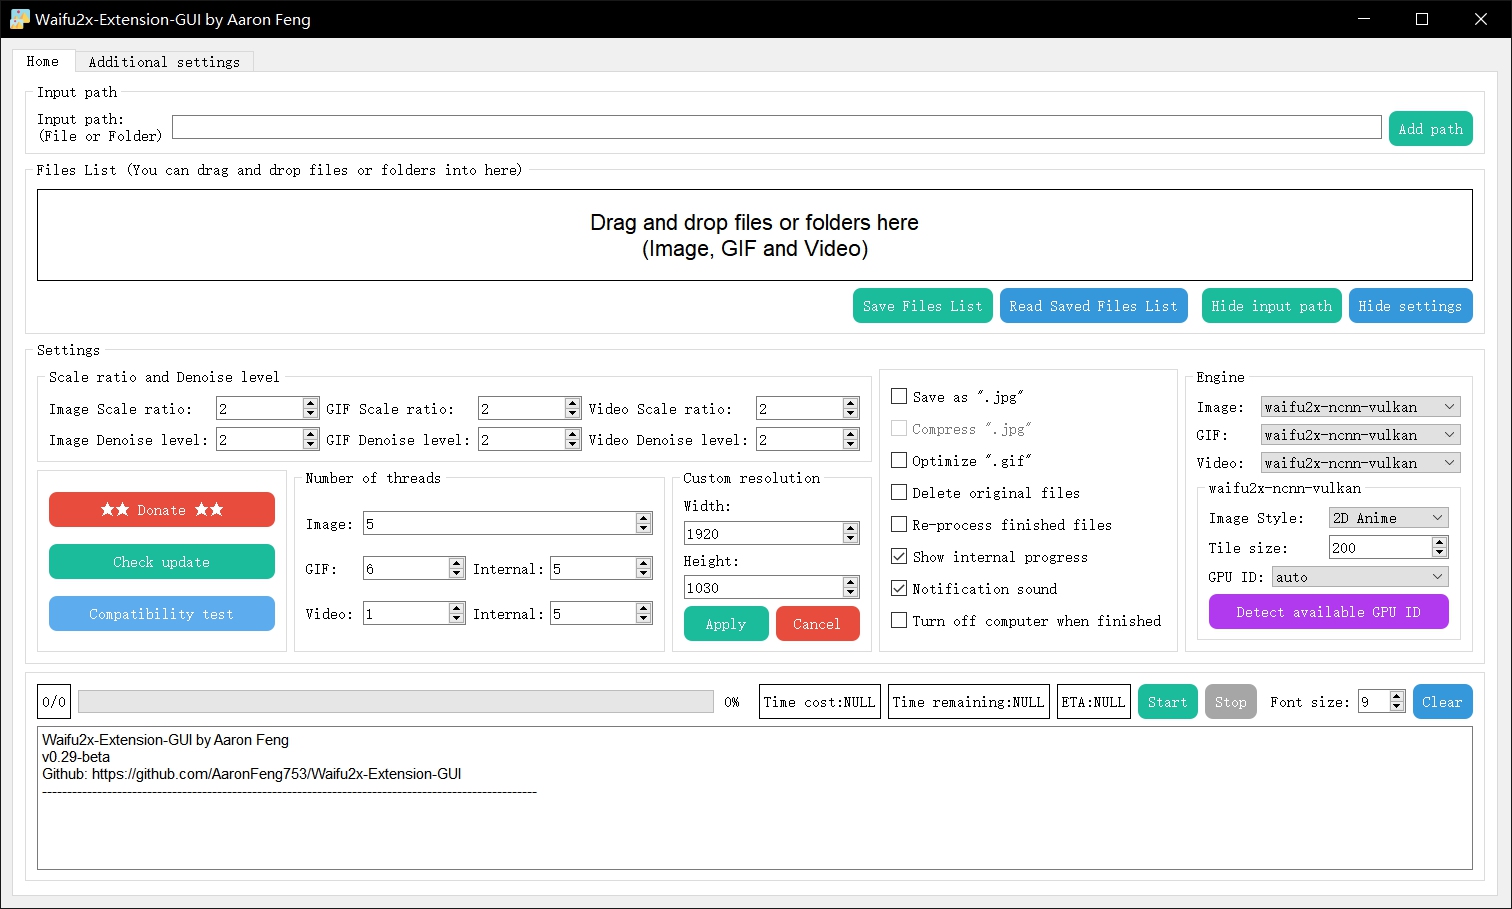 Waifu2x-Extension-GUI by Aaron Feng
Home
Additional settings
Input path
Input path:
(File or Folder)
Add path
Files List (You can drag and drop files or folders into here)
Drag and drop files or folders here
(Image, GIF and Video)
Save Files List
Read Saved Files List
Hide input path
Hide settings
Settings
Scale ratio and Denoise level
Image Scale ratio: 2
GIF Scale ratio: 2
Video Scale ratio: 2
Image Denoise level: 2
GIF Denoise level: 2
Video Denoise level: 2
★★ Donate ★★
Check update
Compatibility test
Number of threads
Image: 5
GIF: 6
Internal: 5
Video: 1
Internal: 5
Custom resolution
Width:
1920
Height:
1030
Apply
Cancel
Save as ".jpg"
Compress ".jpg"
Optimize ".gif"
Delete original files
Re-process finished files
Show internal progress
Notification sound
Turn off computer when finished
Engine
Image: waifu2x-ncnn-vulkan
GIF: waifu2x-ncnn-vulkan
Video: waifu2x-ncnn-vulkan
waifu2x-ncnn-vulkan
Image Style: 2D Anime
Tile size: 200
GPU ID: auto
Detect available GPU ID
0/0
0%
Time cost:NULL
Time remaining:NULL
ETA:NULL
Start
Stop
Font size: 9
Clear
Waifu2x-Extension-GUI by Aaron Feng
v0.29-beta
Github: https://github.com/AaronFeng753/Waifu2x-Extension-GUI
---------------------------------------------------------------------------------------------------